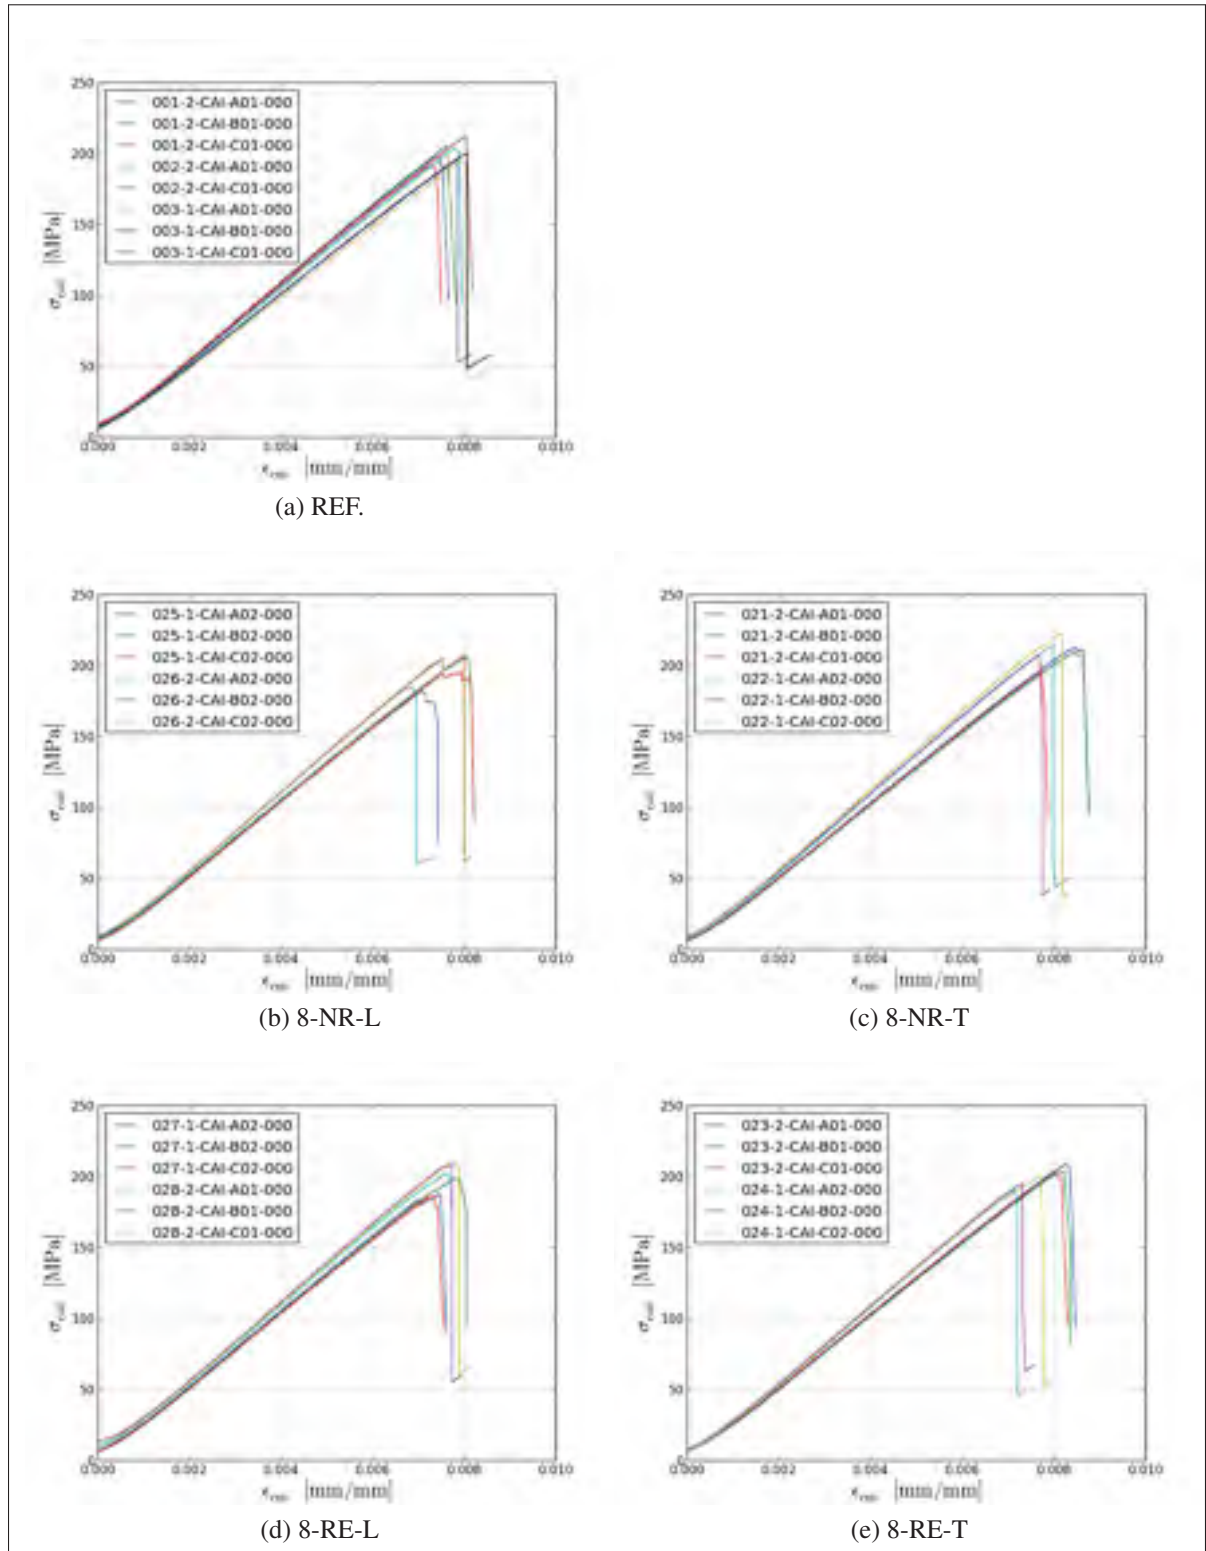 250
200
150
100
50
0
001-2-CAI-A01-000
001-2-CAI-B01-000
001-2-CAI-C01-000
002-2-CAI-A01-000
002-2-CAI-C01-000
003-1-CAI-A01-000
003-1-CAI-B01-000
003-1-CAI-C01-000
[MPa]
0.000 0.002 0.004 0.006 0.008 0.010
[mm/mm]
(a) REF.
250
200
150
100
50
0
025-1-CAI-A02-000
025-1-CAI-B02-000
025-1-CAI-C02-000
026-2-CAI-A02-000
026-2-CAI-B02-000
026-2-CAI-C02-000
[MPa]
0.000 0.002 0.004 0.006 0.008 0.010
[mm/mm]
(b) 8-NR-L
250
200
150
100
50
0
021-2-CAI-A01-000
021-2-CAI-B01-000
021-2-CAI-C01-000
022-1-CAI-A02-000
022-1-CAI-B02-000
022-1-CAI-C02-000
[MPa]
0.000 0.002 0.004 0.006 0.008 0.010
[mm/mm]
(c) 8-NR-T
250
200
150
100
50
0
027-1-CAI-A02-000
027-1-CAI-B02-000
027-1-CAI-C02-000
028-2-CAI-A01-000
028-2-CAI-B01-000
028-2-CAI-C01-000
[MPa]
0.000 0.002 0.004 0.006 0.008 0.010
[mm/mm]
(d) 8-RE-L
250
200
150
100
50
0
023-2-CAI-A01-000
023-2-CAI-B01-000
023-2-CAI-C01-000
024-1-CAI-A02-000
024-1-CAI-B02-000
024-1-CAI-C02-000
[MPa]
0.000 0.002 0.004 0.006 0.008 0.010
[mm/mm]
(e) 8-RE-T